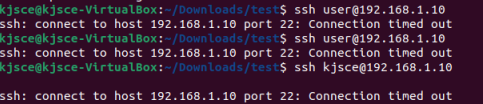 kjsce@kjsce-VirtualBox:~/Downloads/test$ ssh user@192.168.1.10
ssh: connect to host 192.168.1.10 port 22: Connection timed out
kjsce@kjsce-VirtualBox:~/Downloads/test$ ssh user@192.168.1.10
ssh: connect to host 192.168.1.10 port 22: Connection timed out
kjsce@kjsce-VirtualBox:~/Downloads/test$ ssh kjsce@192.168.1.10
ssh: connect to host 192.168.1.10 port 22: Connection timed out